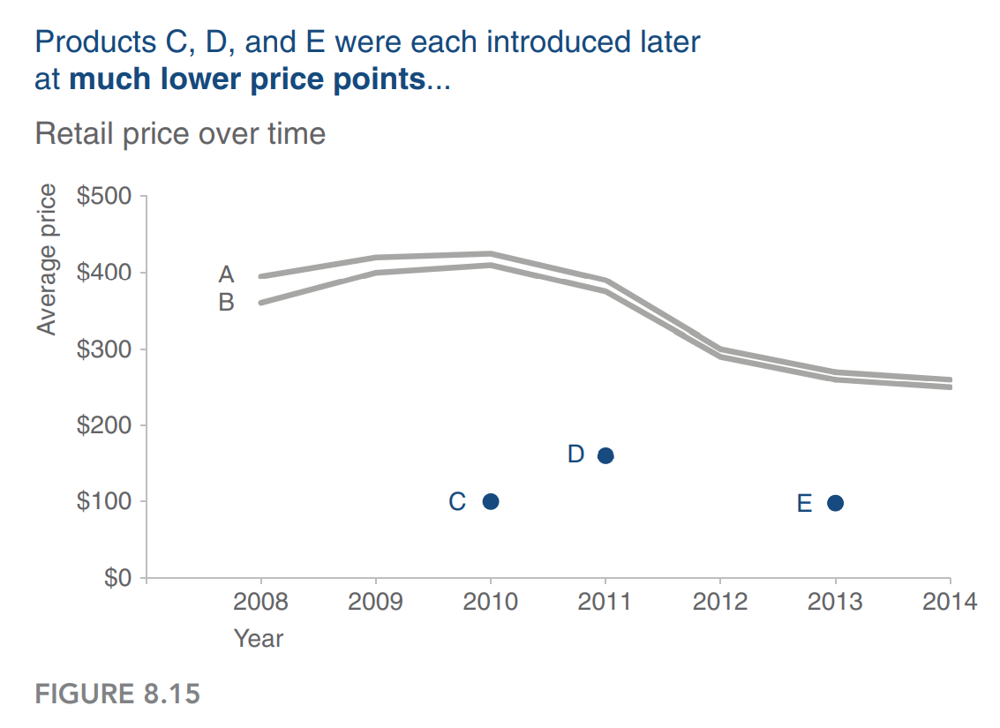 Products C, D, and E were each introduced later
at much lower price points...
Retail price over time
Average price
$500
$400
$300
$200
$100
$0
A
B
C
D
E
2008 2009 2010 2011 2012 2013 2014
Year
FIGURE 8.15